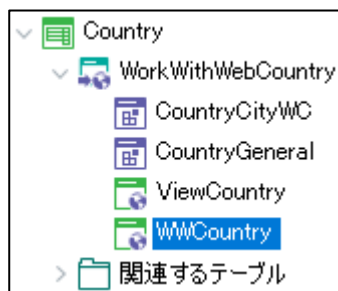 Country
WorkWithWebCountry
CountryCityWC
CountryGeneral
ViewCountry
WWCountry
関連するテーブル